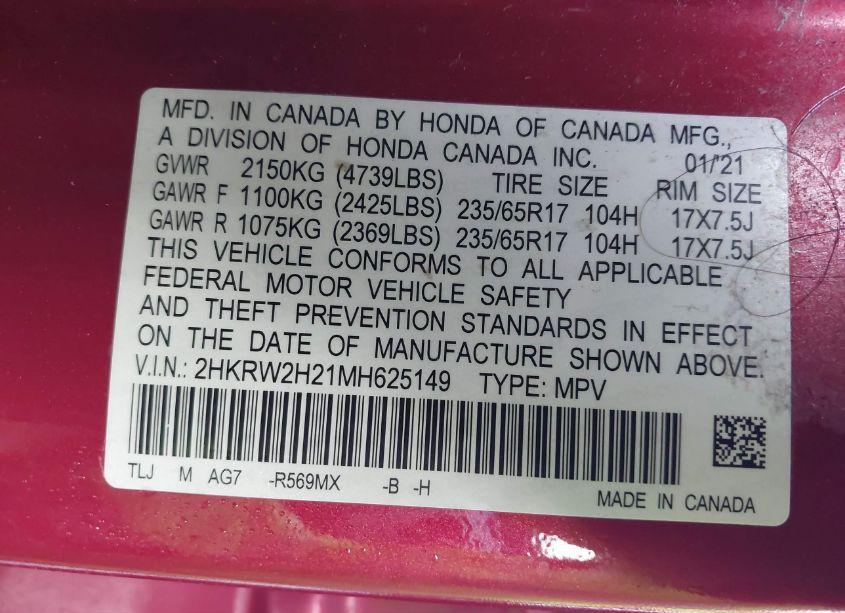 MFD. IN CANADA BY HONDA OF CANADA MFG.,
A DIVISION OF HONDA CANADA INC. 01/'21
GVWR 2150KG (4739LBS) TIRE SIZE RIM SIZE
GAWR F 1100KG (2425LBS) 235/65R17 104H 17X7.5J
GAWR R 1075KG (2369LBS) 235/65R17 104H 17X7.5J
THIS VEHICLE CONFORMS TO ALL APPLICABLE
FEDERAL MOTOR VEHICLE SAFETY
AND THEFT PREVENTION STANDARDS IN EFFECT
ON THE DATE OF MANUFACTURE SHOWN ABOVE.
V.I.N.: 2HKRW2H21MH625149 TYPE: MPV
TLJ M AG7 -R569MX -B -H
MADE IN CANADA